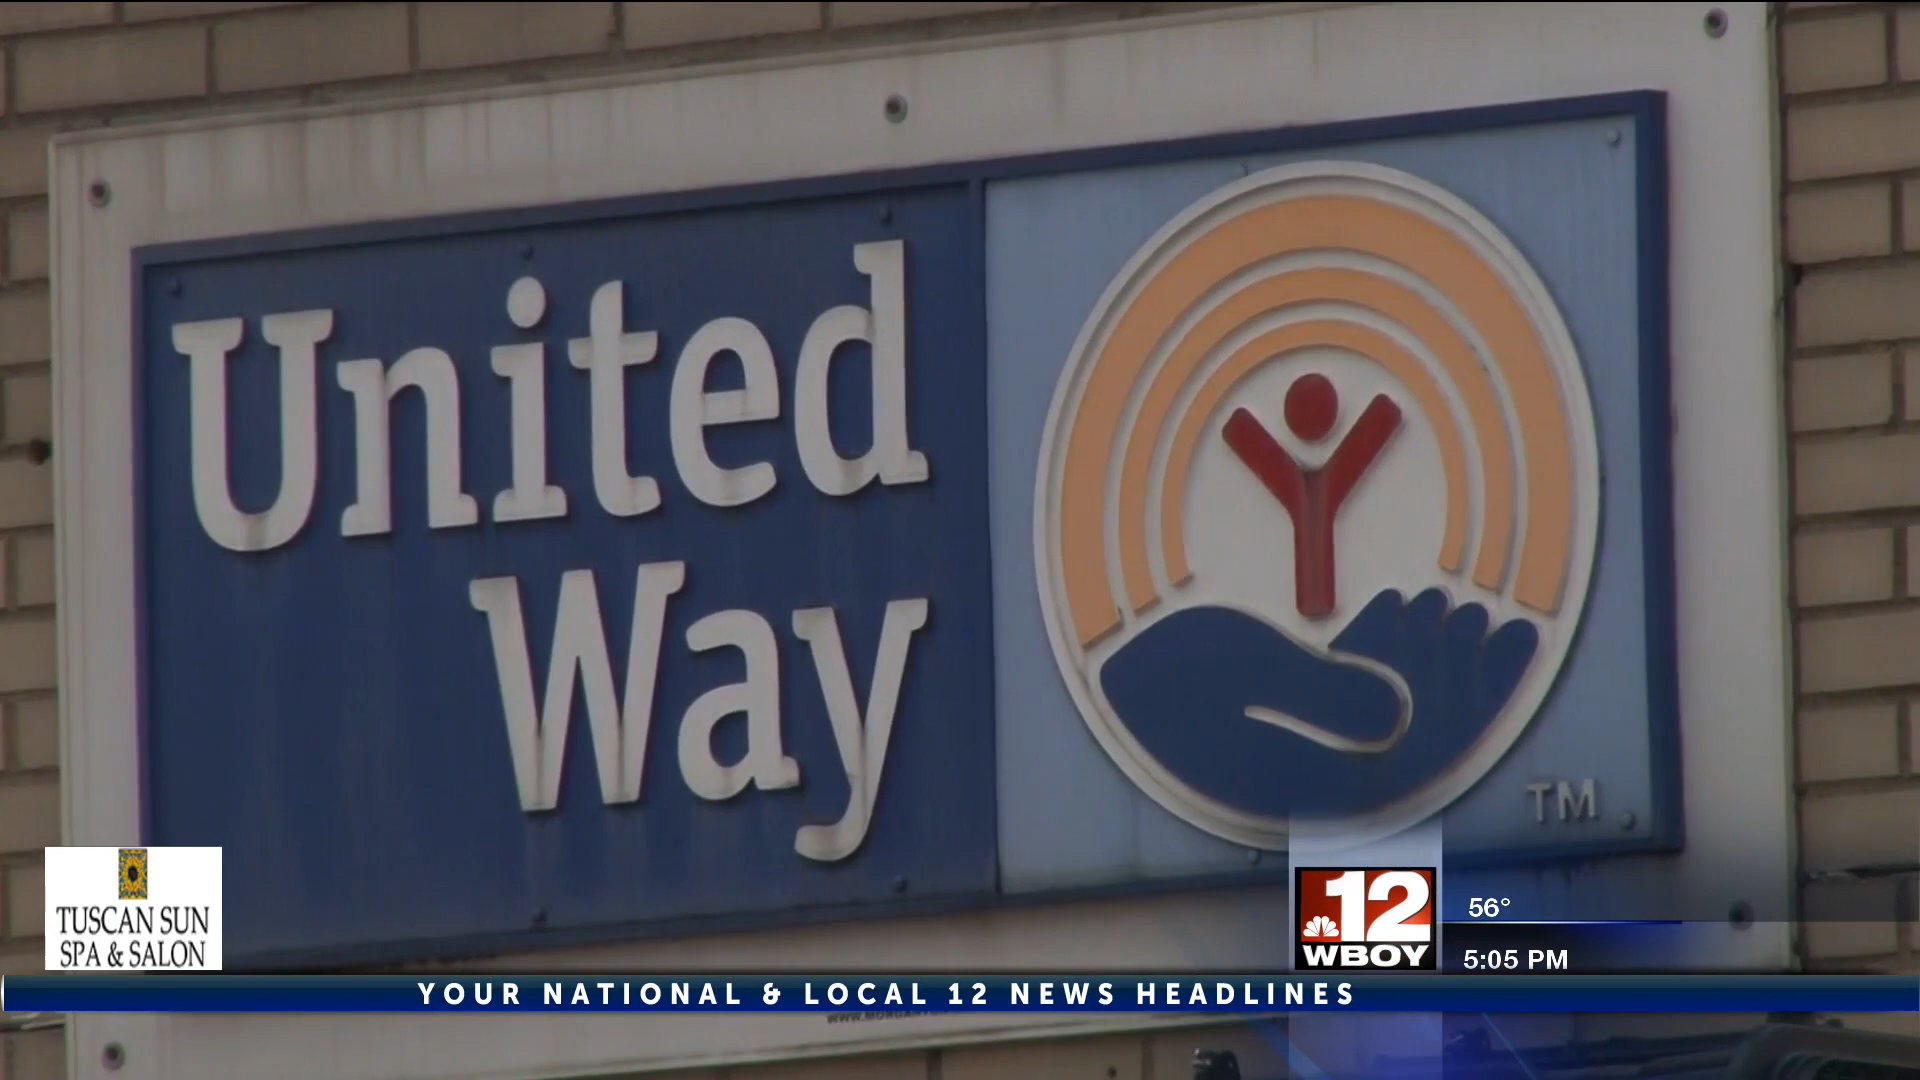 United
Way
TM
TUSCAN SUN
SPA & SALON
12
WBOY
56°
5:05 PM
YOUR NATIONAL & LOCAL 12 NEWS HEADLINES